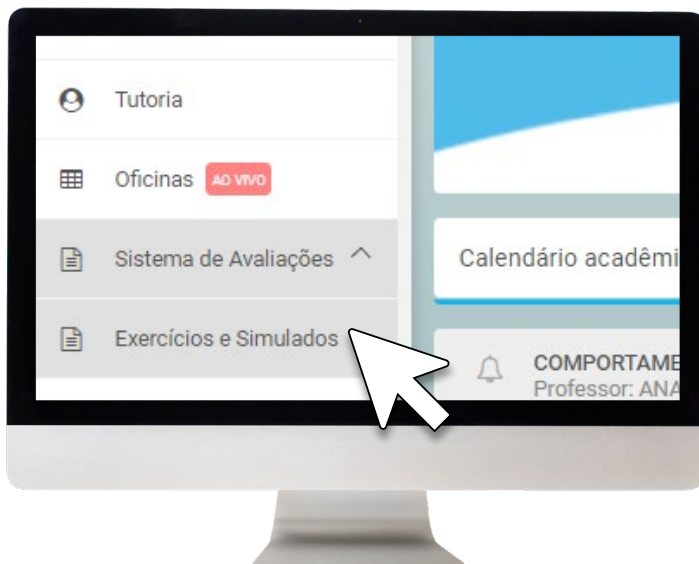 Tutoria
Oficinas AO VIVO
Sistema de Avaliações
Exercícios e Simulados
Calendário acadêmi
COMPORTAME
Professor: ANA